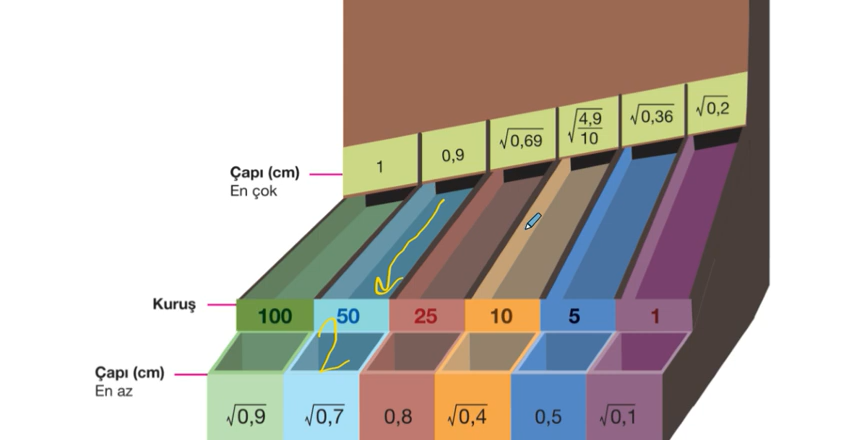 1 0,9 √0,69 √4,9/10 √0,36 √0,2
Çapı (cm)
En çok
Kuruş
100 50 25 10 5 1
Çapı (cm)
En az
√0,9 √0,7 0,8 √0,4 0,5 √0,1